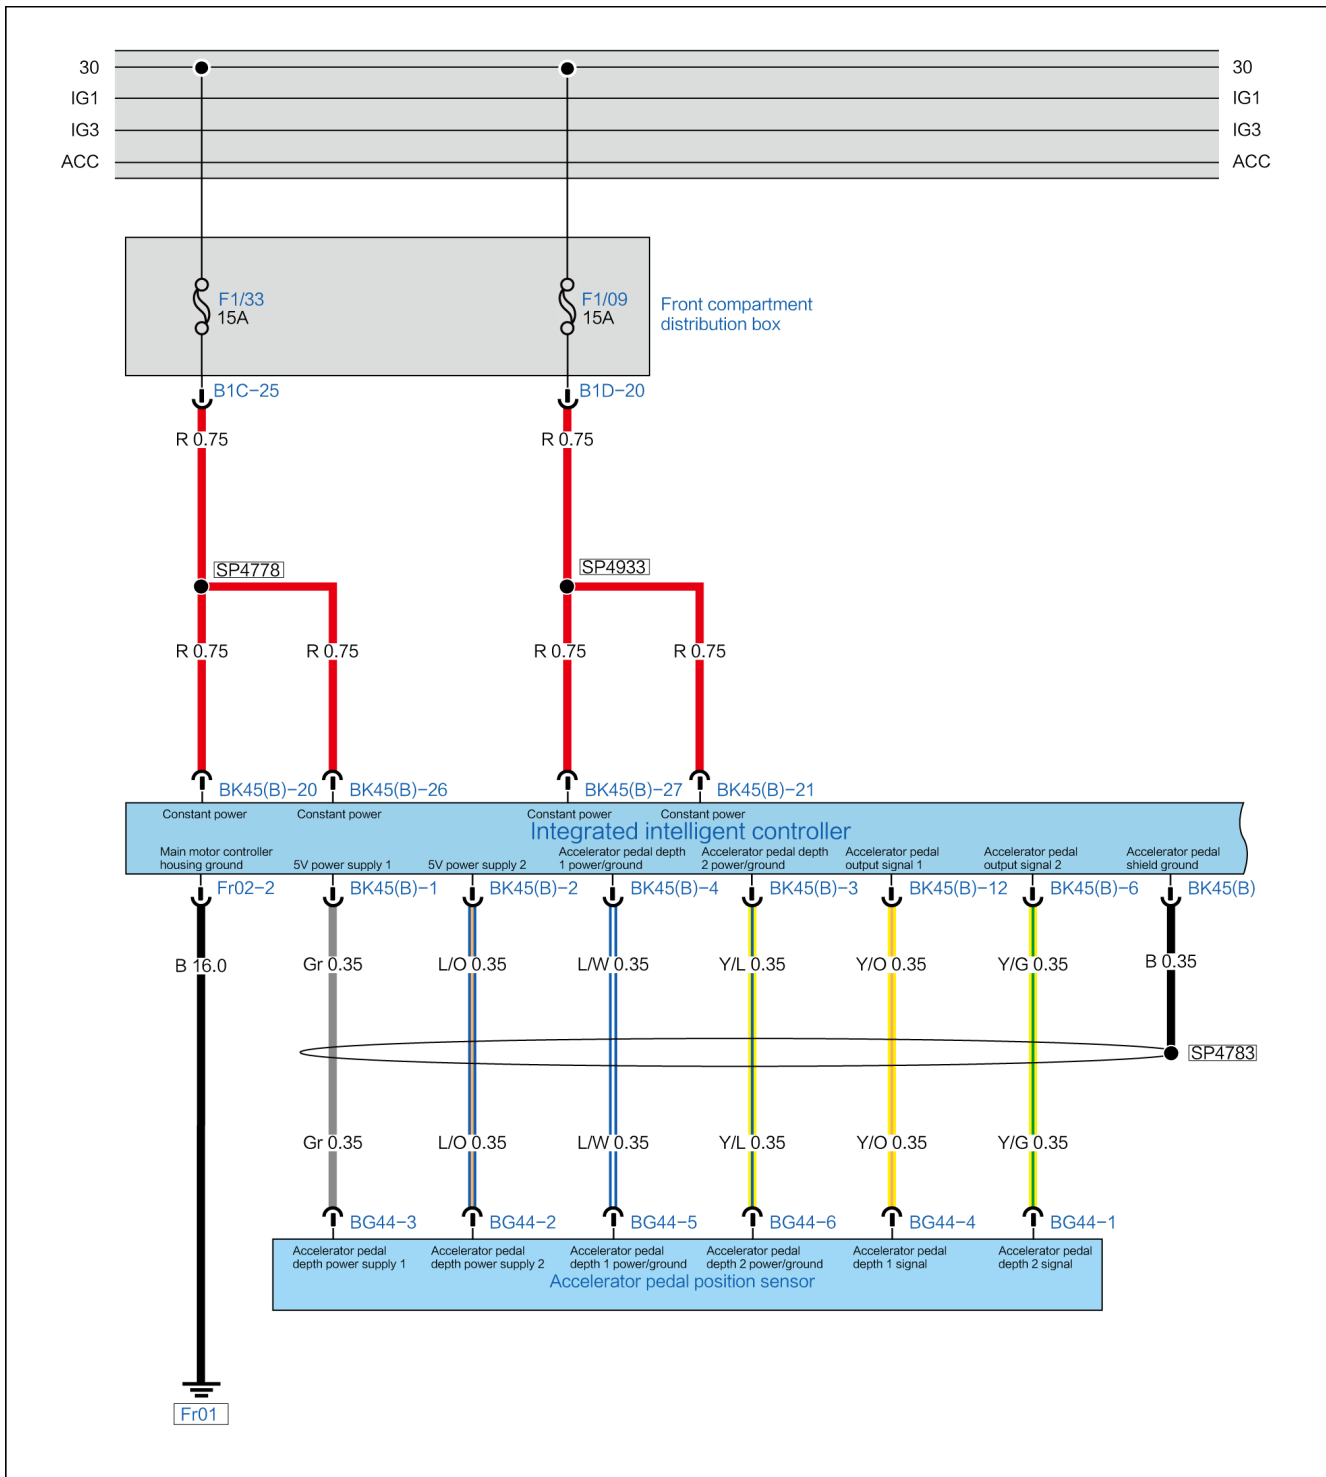 30 30
IG1 IG1
IG3 IG3
ACC ACC
F1/33 F1/09
15A 15A
Front compartment
distribution box
B1C−25 B1D−20
R 0.75 R 0.75
SP4778 SP4933
R 0.75 R 0.75 R 0.75 R 0.75
BK45(B)−20 BK45(B)−26 BK45(B)−27 BK45(B)−21
Constant power Constant power Constant power Constant power
Integrated intelligent controller
Main motor controller
housing ground
5V power supply 1
5V power supply 2
Accelerator pedal depth
1 power/ground
Accelerator pedal depth
2 power/ground
Accelerator pedal
output signal 1
Accelerator pedal
output signal 2
Accelerator pedal
shield ground
Fr02−2 BK45(B)−1 BK45(B)−2 BK45(B)−4 BK45(B)−3 BK45(B)−12 BK45(B)−6 BK45(B)
B 16.0 Gr 0.35 L/O 0.35 L/W 0.35 Y/L 0.35 Y/O 0.35 Y/G 0.35 B 0.35
SP4783
Gr 0.35 L/O 0.35 L/W 0.35 Y/L 0.35 Y/O 0.35 Y/G 0.35
BG44−3 BG44−2 BG44−5 BG44−6 BG44−4 BG44−1
Accelerator pedal
depth power supply 1
Accelerator pedal
depth power supply 2
Accelerator pedal
depth 1 power/ground
Accelerator pedal
depth 2 power/ground
Accelerator pedal
depth 1 signal
Accelerator pedal
depth 2 signal
Accelerator pedal position sensor
Fr01